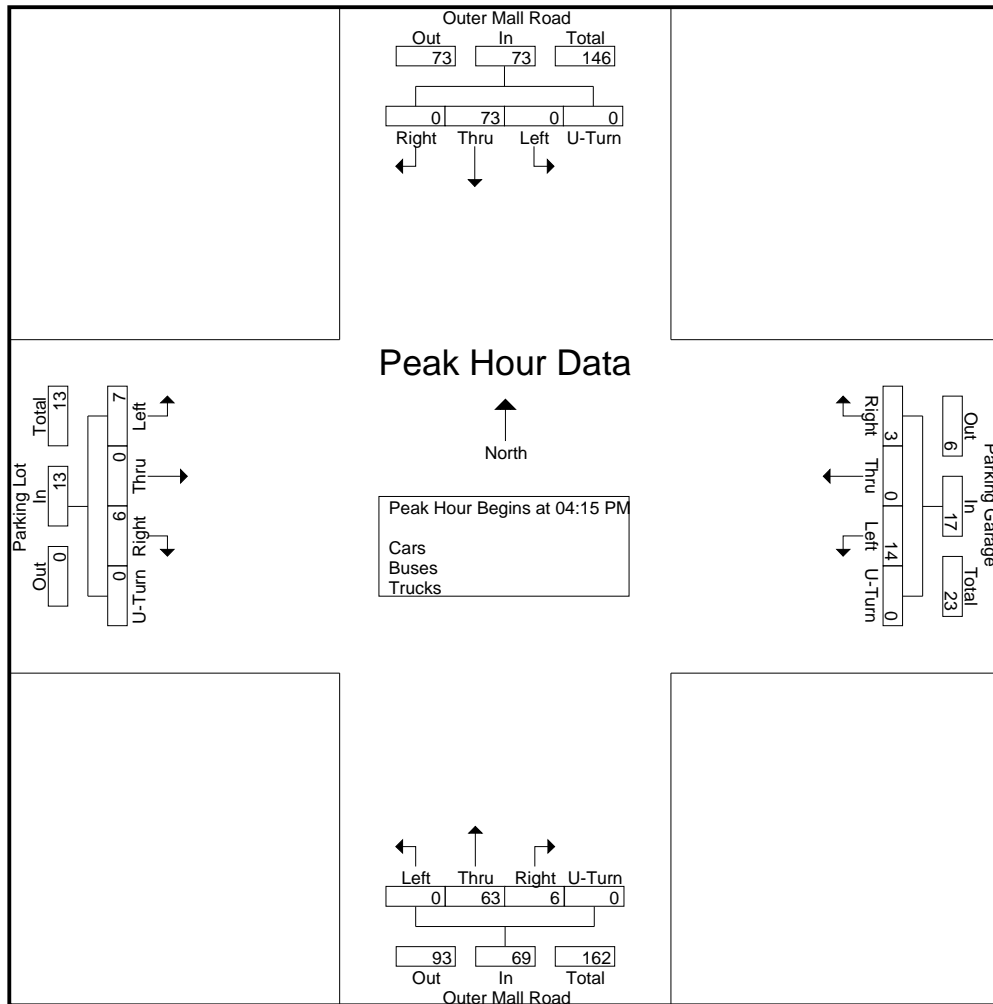 Outer Mall Road
Out In Total
73 73 146
0 73 0 0
Right Thru Left U-Turn
Peak Hour Data
North
Peak Hour Begins at 04:15 PM
Cars
Buses
Trucks
Parking Lot
Out In Total
0 13 13
7 0 6 0
Left Thru Right U-Turn
Parking Garage
Out In Total
6 17 23
3 0 14 0
Right Thru Left U-Turn
Left Thru Right U-Turn
0 63 6 0
93 69 162
Out In Total
Outer Mall Road